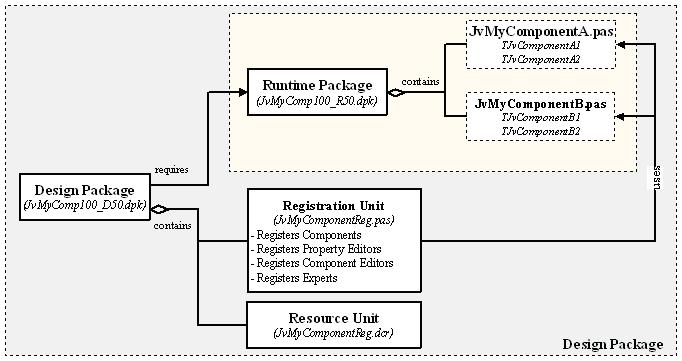 JvMyComponentA.pas
TJvComponentA1
TJvComponentA2
Runtime Package
(JvMyComp100_R50.dpk)
contains
JvMyComponentB.pas
TJvComponentB1
TJvComponentB2
requires
uses
Design Package
(JvMyComp100_D50.dpk)
contains
Registration Unit
(JvMyComponentReg.pas)
- Registers Components
- Registers Property Editors
- Registers Component Editors
- Registers Experts
Resource Unit
(JvMyComponentReg.dcr)
Design Package